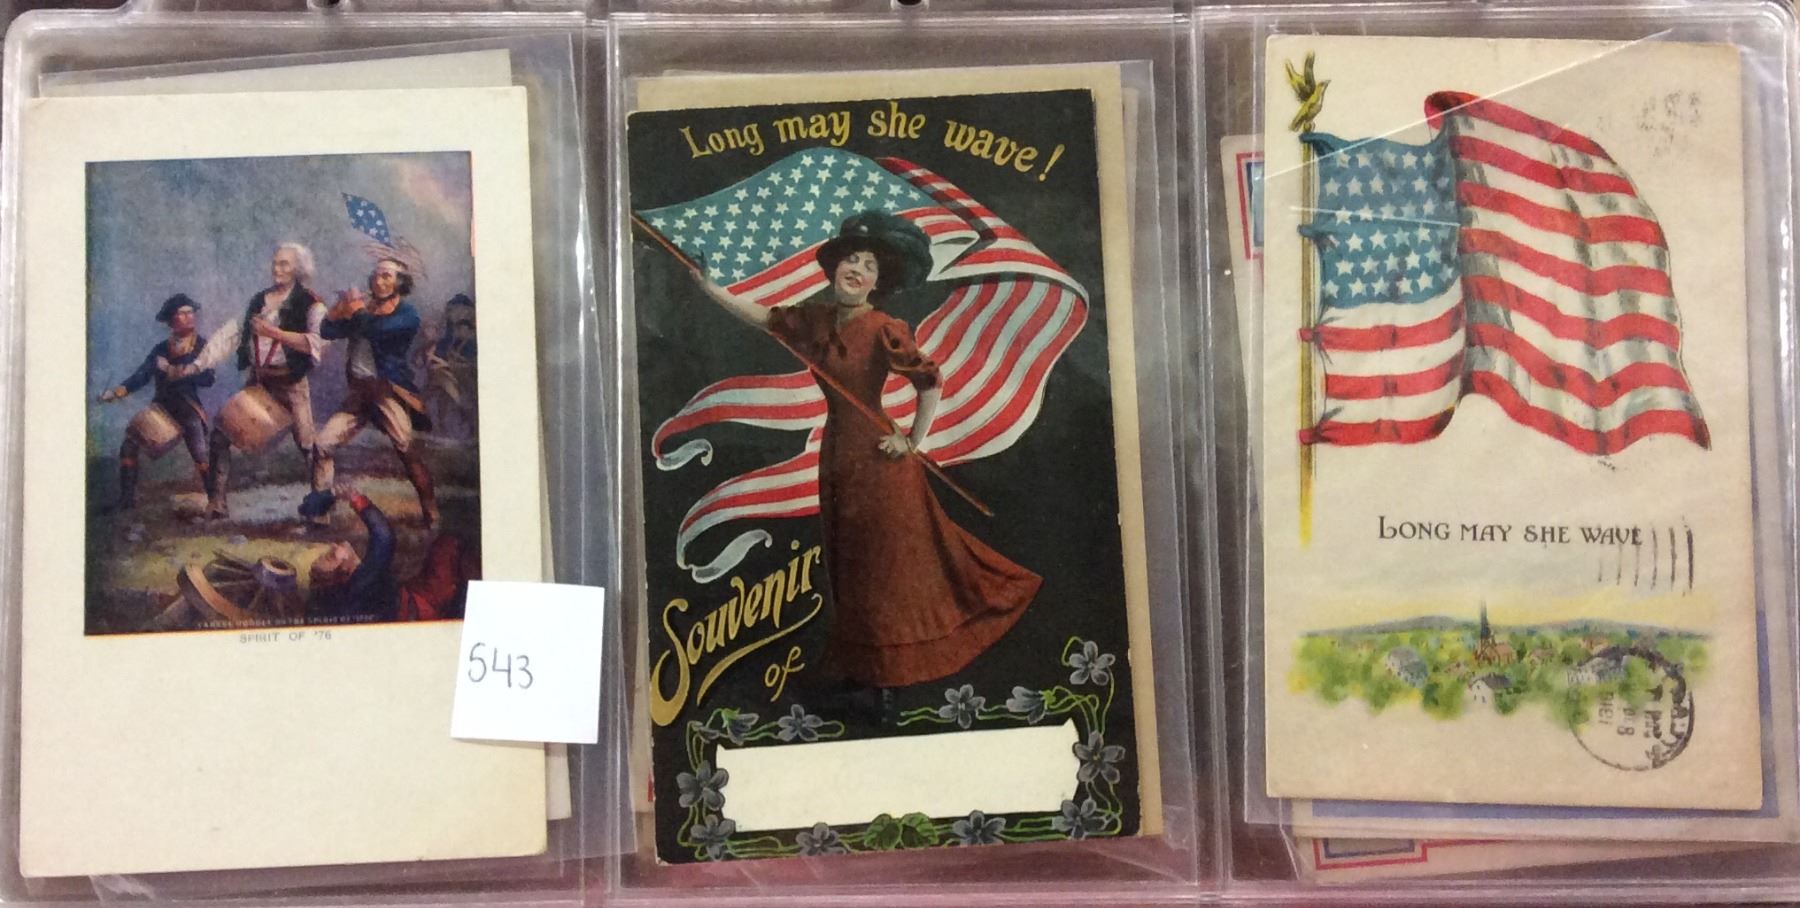 SPIRIT OF '76
543
Long may she wave!
Souvenir
of
LONG MAY SHE WAVE